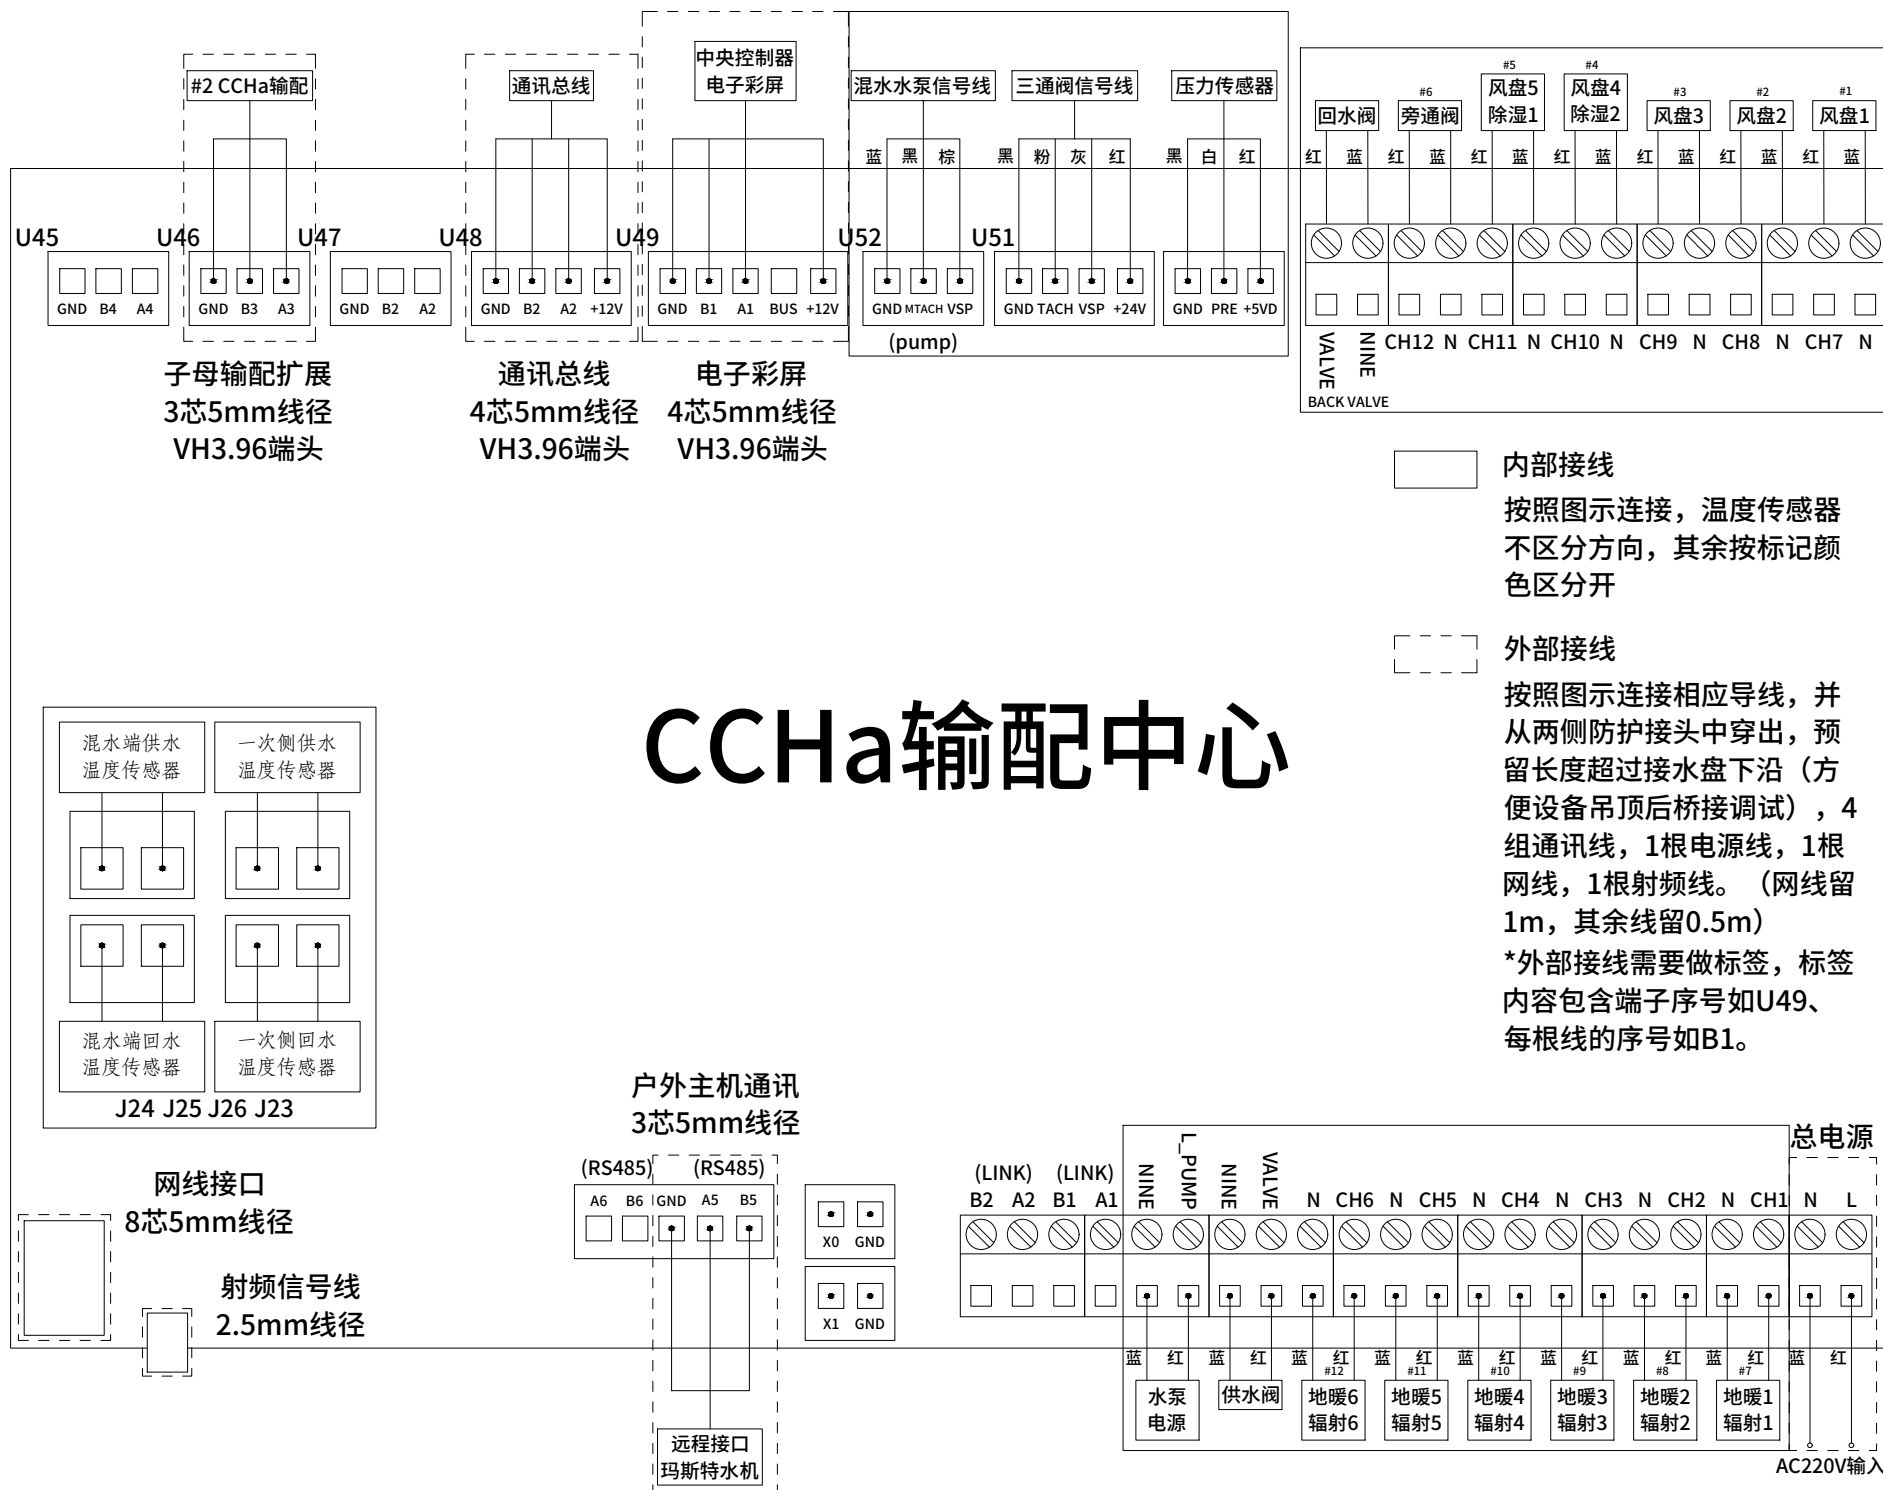 #2 CCHa输配
通讯总线
中央控制器
电子彩屏
混水水泵信号线
三通阀信号线
压力传感器
回水阀
#6
旁通阀
#5
风盘5
除湿1
#4
风盘4
除湿2
#3
风盘3
#2
风盘2
#1
风盘1
蓝 黑 棕
黑 粉 灰 红
黑 白 红
红 蓝 红 蓝 红 蓝 红 蓝 红 蓝 红 蓝 红 蓝
U45 U46 U47 U48 U49 U52 U51
GND B4 A4
GND B3 A3
GND B2 A2
GND B2 A2 +12V
GND B1 A1 BUS +12V
GND MTACH VSP
(pump)
GND TACH VSP +24V
GND PRE +5VD
VALVE NINE CH12 N CH11 N CH10 N CH9 N CH8 N CH7 N
BACK VALVE
子母输配扩展
3芯5mm线径
VH3.96端头
通讯总线
4芯5mm线径
VH3.96端头
电子彩屏
4芯5mm线径
VH3.96端头
内部接线
按照图示连接，温度传感器
不区分方向，其余按标记颜
色区分开
外部接线
按照图示连接相应导线，并
从两侧防护接头中穿出，预
留长度超过接水盘下沿（方
便设备吊顶后桥接调试），4
组通讯线，1根电源线，1根
网线，1根射频线。（网线留
1m，其余线留0.5m）
*外部接线需要做标签，标签
内容包含端子序号如U49、
每根线的序号如B1。
CCHa输配中心
混水端供水
温度传感器
一次侧供水
温度传感器
混水端回水
温度传感器
一次侧回水
温度传感器
J24 J25 J26 J23
网线接口
8芯5mm线径
射频信号线
2.5mm线径
户外主机通讯
3芯5mm线径
(RS485) (RS485)
A6 B6 GND A5 B5
X0 GND
X1 GND
远程接口
玛斯特水机
(LINK) (LINK)
B2 A2 B1 A1 NINE L_PUMP NINE VALVE N CH6 N CH5 N CH4 N CH3 N CH2 N CH1 N L
总电源
蓝 红 蓝 红 蓝 红 蓝 红 蓝 红 蓝 红 蓝 红 蓝 红 蓝 红
水泵
电源
供水阀
#12
地暖6
辐射6
#11
地暖5
辐射5
#10
地暖4
辐射4
#9
地暖3
辐射3
#8
地暖2
辐射2
#7
地暖1
辐射1
AC220V输入